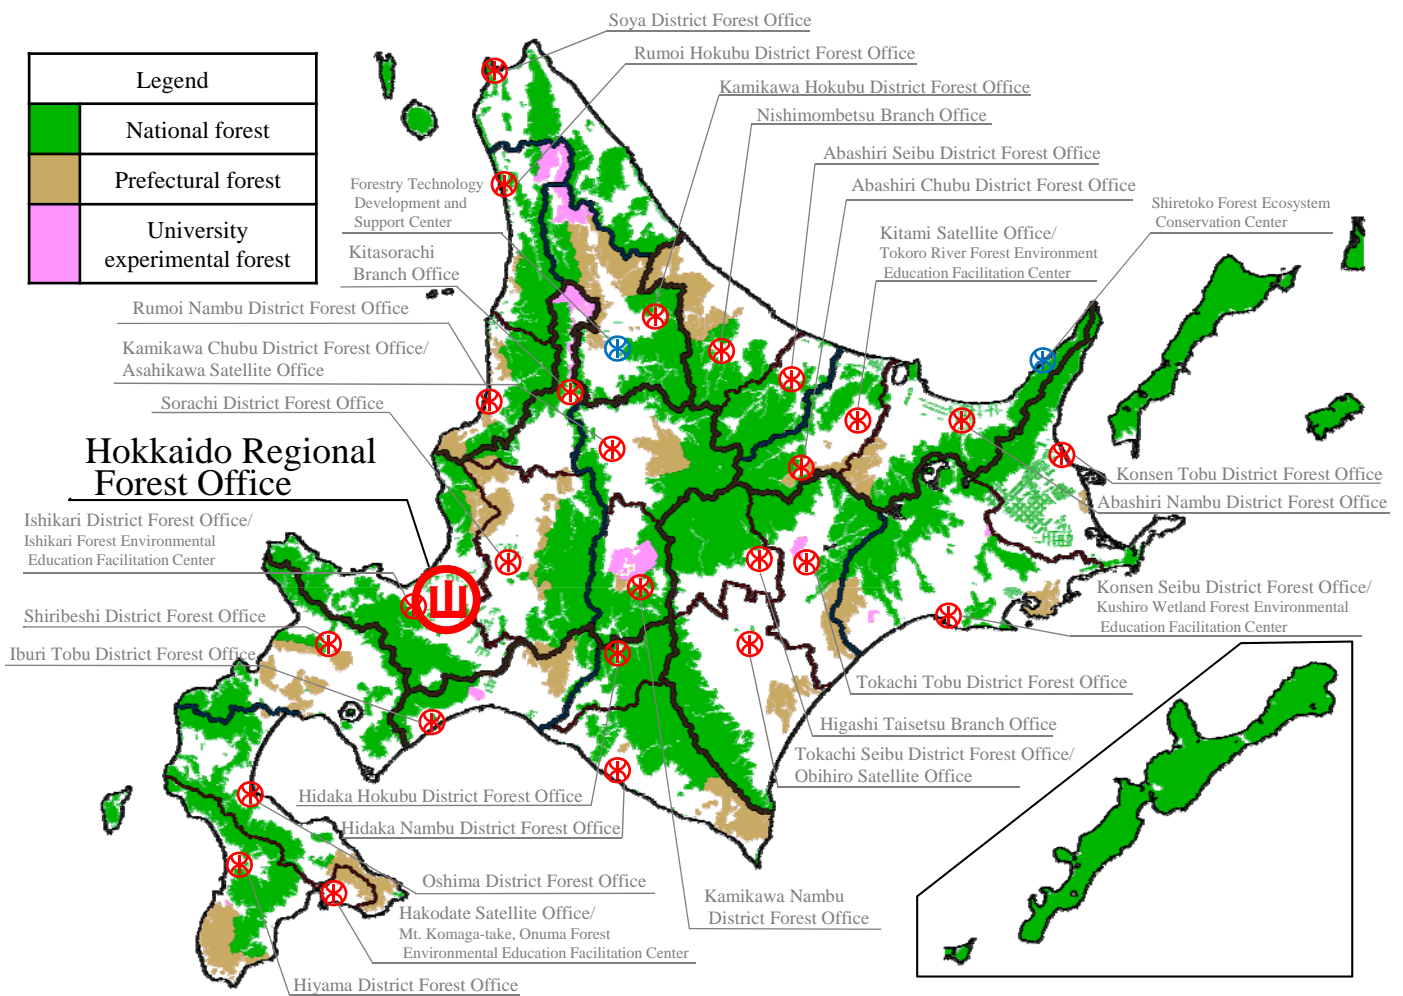 Soya District Forest Office
Rumoi Hokubu District Forest Office
Kamikawa Hokubu District Forest Office
Nishimombetsu Branch Office
Abashiri Seibu District Forest Office
Abashiri Chubu District Forest Office
Shiretoko Forest Ecosystem
Conservation Center
Kitami Satellite Office/
Tokoro River Forest Environment
Education Facilitation Center
Legend
National forest
Prefectural forest
University
experimental forest
Forestry Technology
Development and
Support Center
Kitasorachi
Branch Office
Rumoi Nambu District Forest Office
Kamikawa Chubu District Forest Office/
Asahikawa Satellite Office
Sorachi District Forest Office
Hokkaido Regional
Forest Office
Ishikari District Forest Office/
Ishikari Forest Environmental
Education Facilitation Center
Shiribeshi District Forest Office
Iburi Tobu District Forest Office
Konsen Tobu District Forest Office
Abashiri Nambu District Forest Office
Konsen Seibu District Forest Office/
Kushiro Wetland Forest Environmental
Education Facilitation Center
Tokachi Tobu District Forest Office
Higashi Taisetsu Branch Office
Tokachi Seibu District Forest Office/
Obihiro Satellite Office
Hidaka Hokubu District Forest Office
Hidaka Nambu District Forest Office
Oshima District Forest Office
Kamikawa Nambu
District Forest Office
Hakodate Satellite Office/
Mt. Komaga-take, Onuma Forest
Environmental Education Facilitation Center
Hiyama District Forest Office